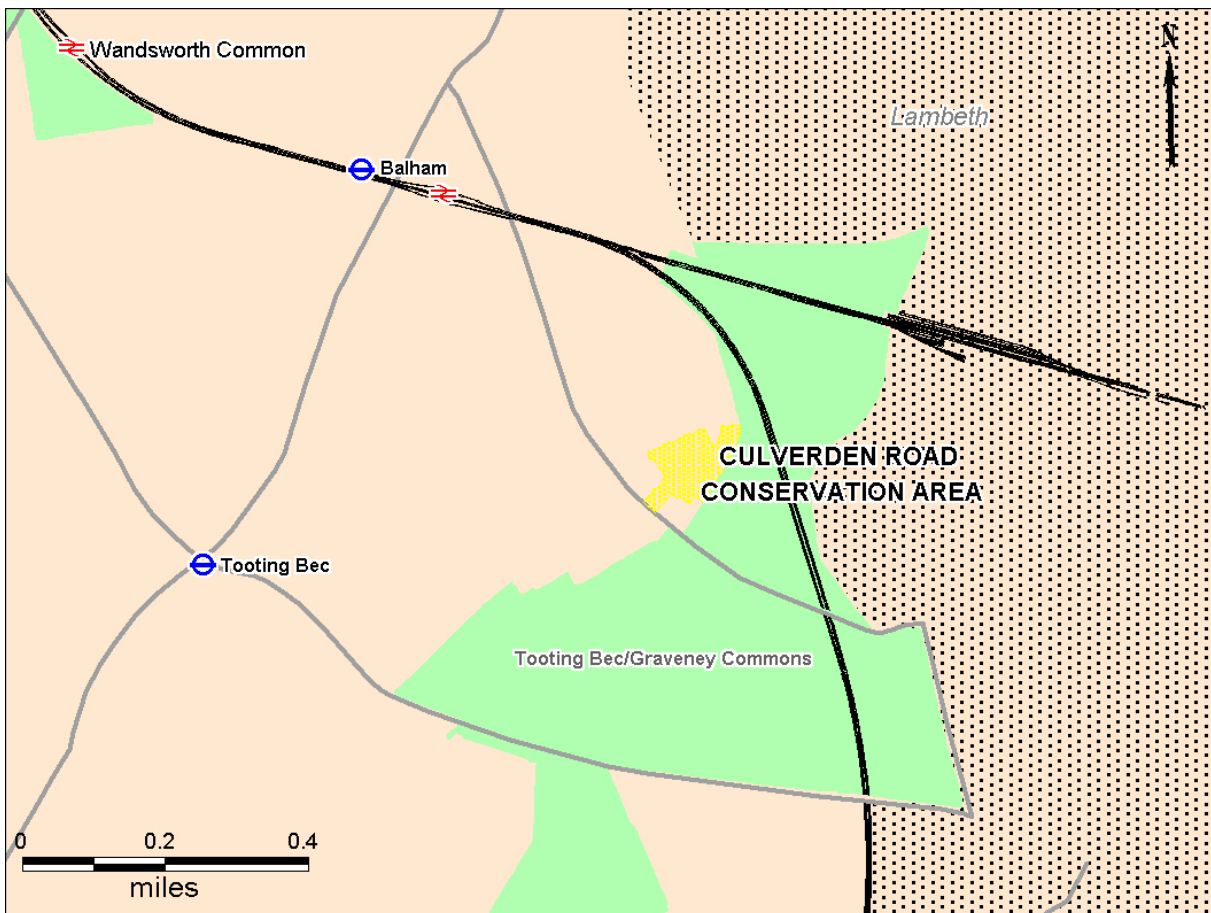 Wandsworth Common
N
Lambeth
Balham
CULVERDEN ROAD
CONSERVATION AREA
Tooting Bec
Tooting Bec/Graveney Commons
0 0.2 0.4
miles